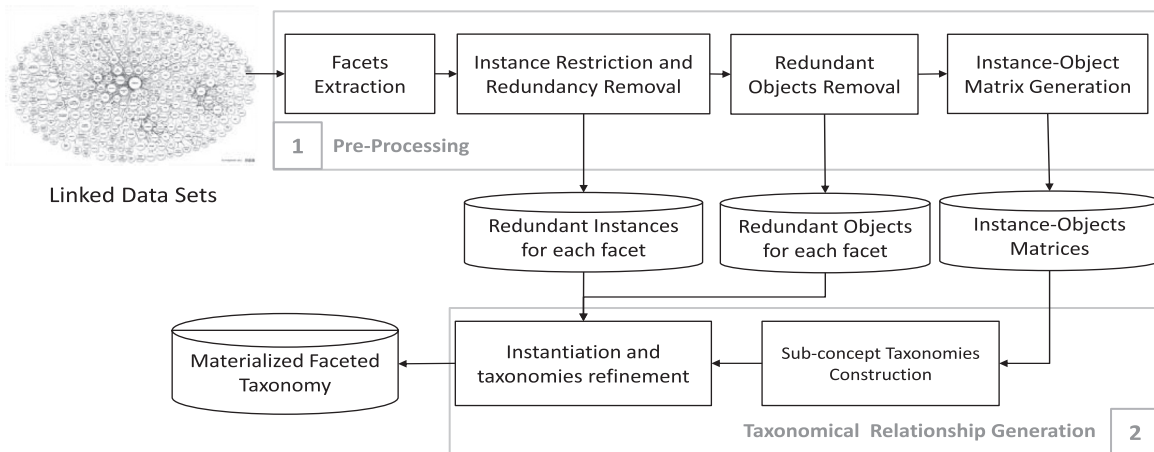 Facets
Extraction
Instance Restriction and
Redundancy Removal
Redundant
Objects Removal
Instance-Object
Matrix Generation
1 Pre-Processing
Linked Data Sets
Redundant Instances
for each facet
Redundant Objects
for each facet
Instance-Objects
Matrices
Materialized Faceted
Taxonomy
Instantiation and
taxonomies refinement
Sub-concept Taxonomies
Construction
Taxonomical Relationship Generation 2